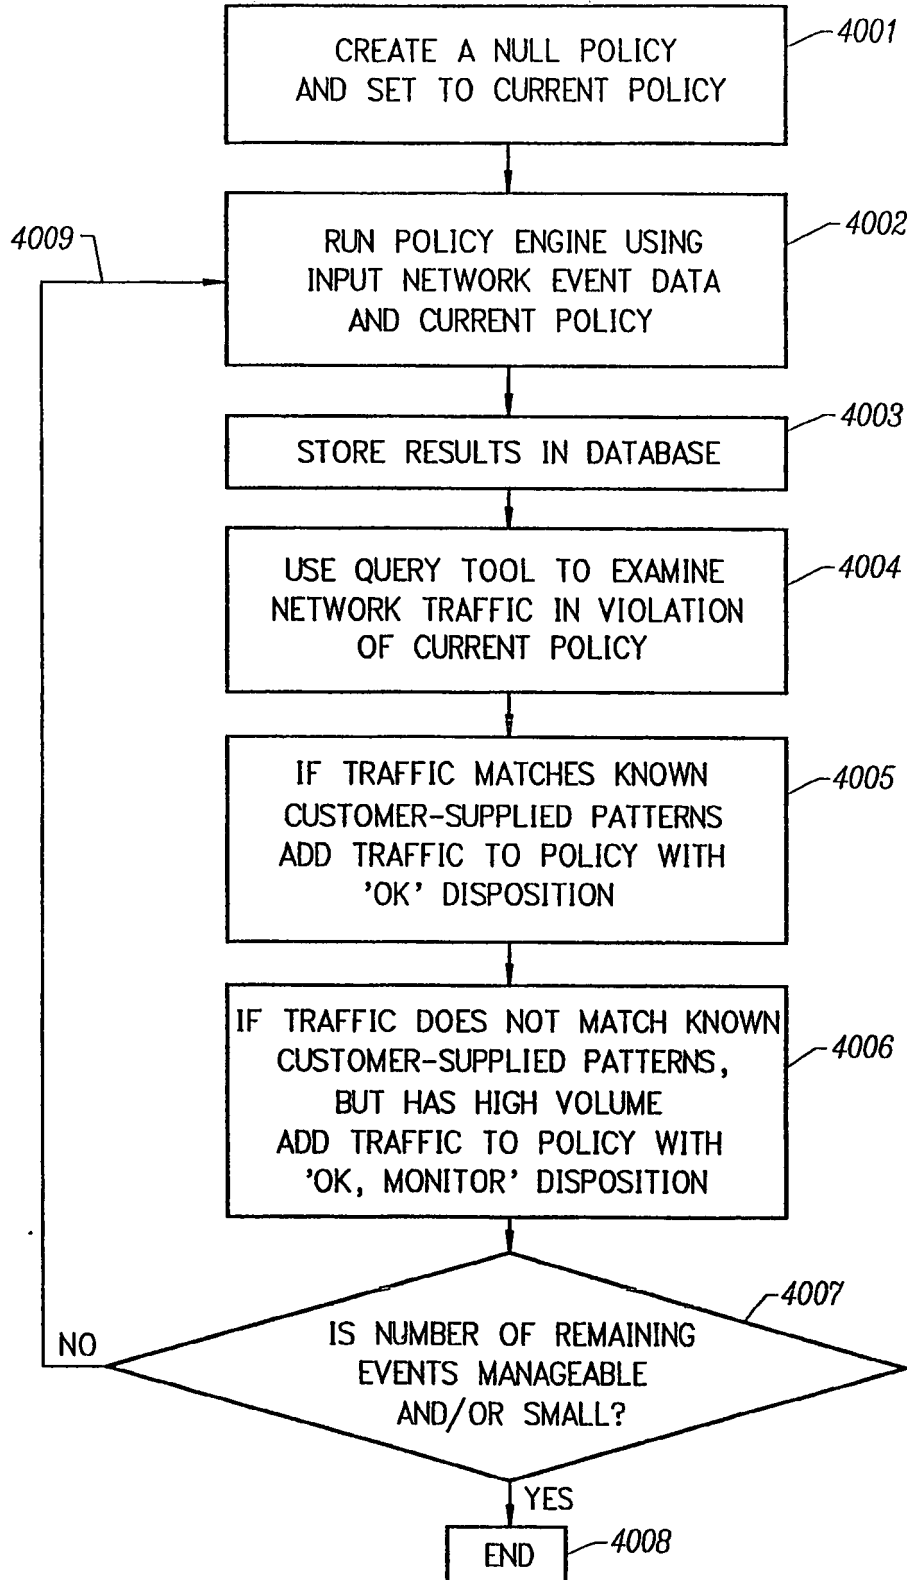 CREATE A NULL POLICY
AND SET TO CURRENT POLICY
4001
RUN POLICY ENGINE USING
INPUT NETWORK EVENT DATA
AND CURRENT POLICY
4002
4009
STORE RESULTS IN DATABASE
4003
USE QUERY TOOL TO EXAMINE
NETWORK TRAFFIC IN VIOLATION
OF CURRENT POLICY
4004
IF TRAFFIC MATCHES KNOWN
CUSTOMER-SUPPLIED PATTERNS
ADD TRAFFIC TO POLICY WITH
'OK' DISPOSITION
4005
IF TRAFFIC DOES NOT MATCH KNOWN
CUSTOMER-SUPPLIED PATTERNS,
BUT HAS HIGH VOLUME
ADD TRAFFIC TO POLICY WITH
'OK, MONITOR' DISPOSITION
4006
IS NUMBER OF REMAINING
EVENTS MANAGEABLE
AND/OR SMALL?
4007
NO
YES
END
4008